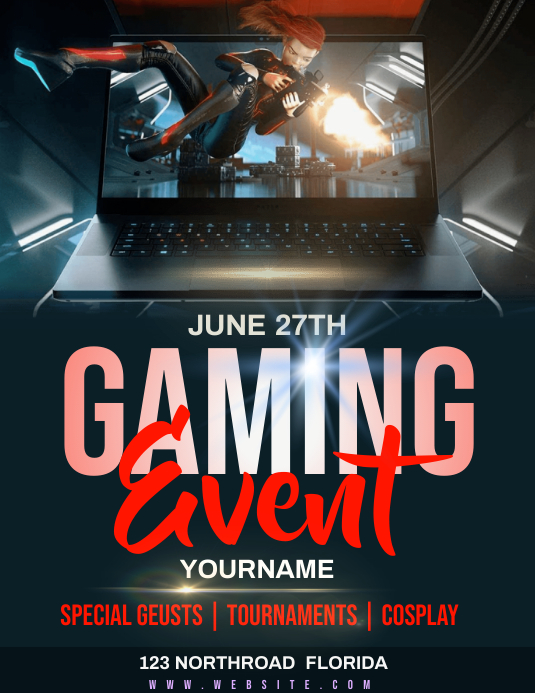 JUNE 27TH
GAMING
Event
YOURNAME
SPECIAL GEUSTS | TOURNAMENTS | COSPLAY
123 NORTHROAD FLORIDA
WWW.WEBSITE.COM